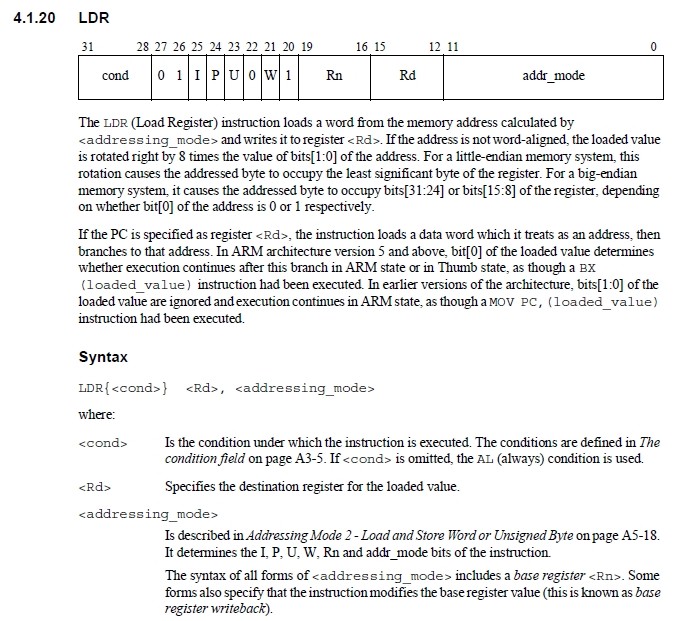 4.1.20 LDR
31 28 27 26 25 24 23 22 21 20 19 16 15 12 11 0
cond 0 1 I P U 0 W 1 Rn Rd addr_mode
The LDR (Load Register) instruction loads a word from the memory address calculated by
<addressing_mode> and writes it to register <Rd>. If the address is not word-aligned, the loaded value
is rotated right by 8 times the value of bits[1:0] of the address. For a little-endian memory system, this
rotation causes the addressed byte to occupy the least significant byte of the register. For a big-endian
memory system, it causes the addressed byte to occupy bits[31:24] or bits[15:8] of the register, depending
on whether bit[0] of the address is 0 or 1 respectively.
If the PC is specified as register <Rd>, the instruction loads a data word which it treats as an address, then
branches to that address. In ARM architecture version 5 and above, bit[0] of the loaded value determines
whether execution continues after this branch in ARM state or in Thumb state, as though a BX
(loaded_value) instruction had been executed. In earlier versions of the architecture, bits[1:0] of the
loaded value are ignored and execution continues in ARM state, as though a MOV PC, (loaded_value)
instruction had been executed.
Syntax
LDR{<cond>} <Rd>, <addressing_mode>
where:
<cond> Is the condition under which the instruction is executed. The conditions are defined in The
condition field on page A3-5. If <cond> is omitted, the AL (always) condition is used.
<Rd> Specifies the destination register for the loaded value.
<addressing_mode>
Is described in Addressing Mode 2 - Load and Store Word or Unsigned Byte on page A5-18.
It determines the I, P, U, W, Rn and addr_mode bits of the instruction.
The syntax of all forms of <addressing_mode> includes a base register <Rn>. Some
forms also specify that the instruction modifies the base register value (this is known as base
register writeback).